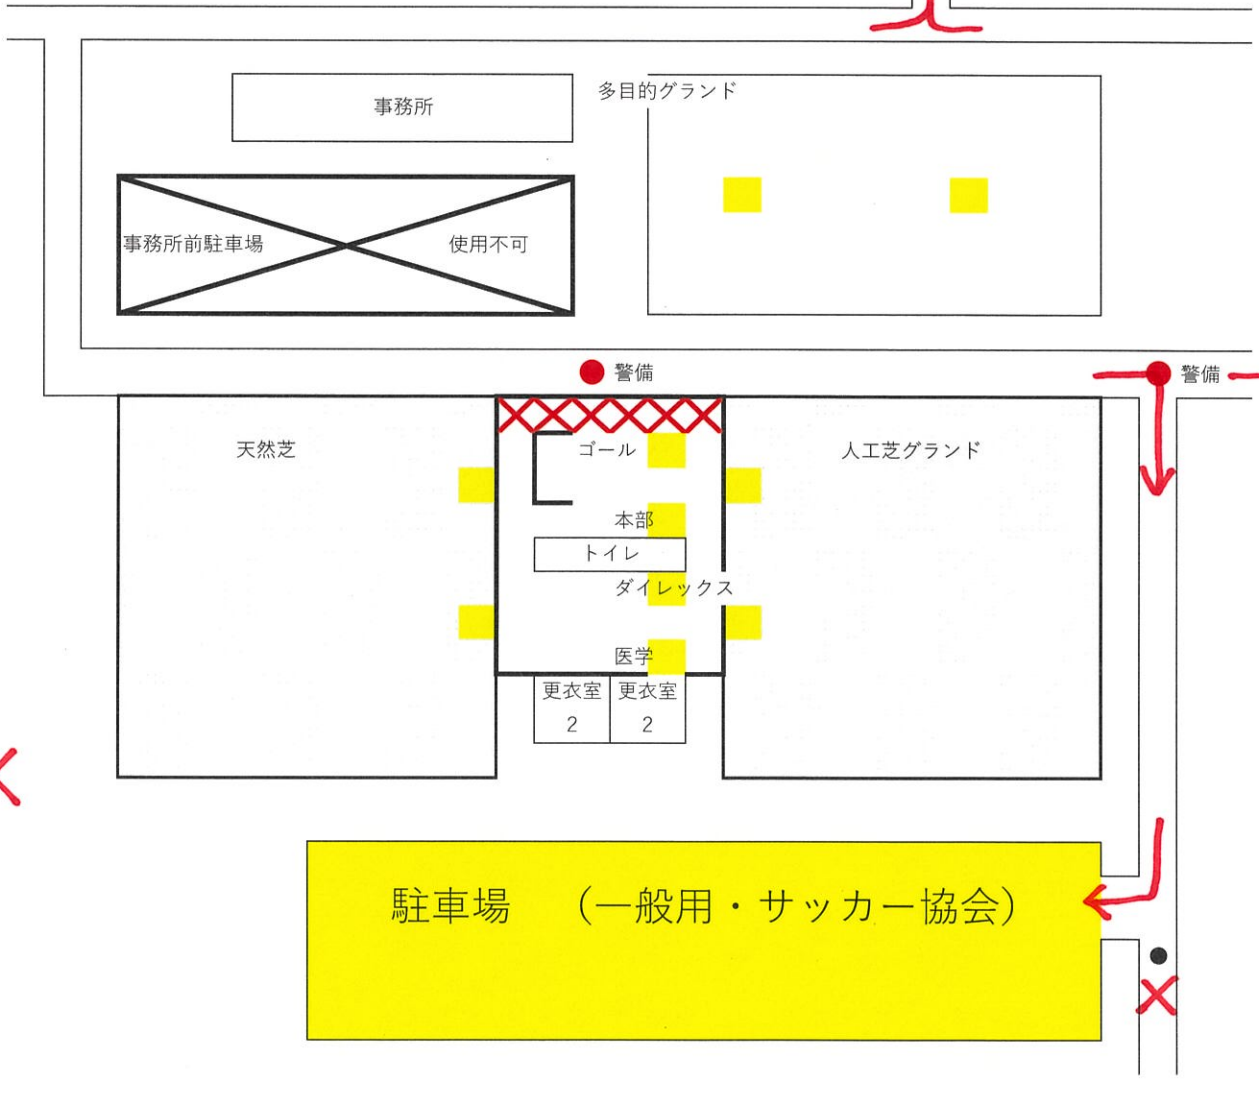 多目的グランド
事務所
事務所前駐車場 使用不可
警備
警備
天然芝
ゴール
人工芝グランド
本部
トイレ
ダイレックス
医学
更衣室
2
更衣室
2
駐車場 （一般用・サッカー協会）